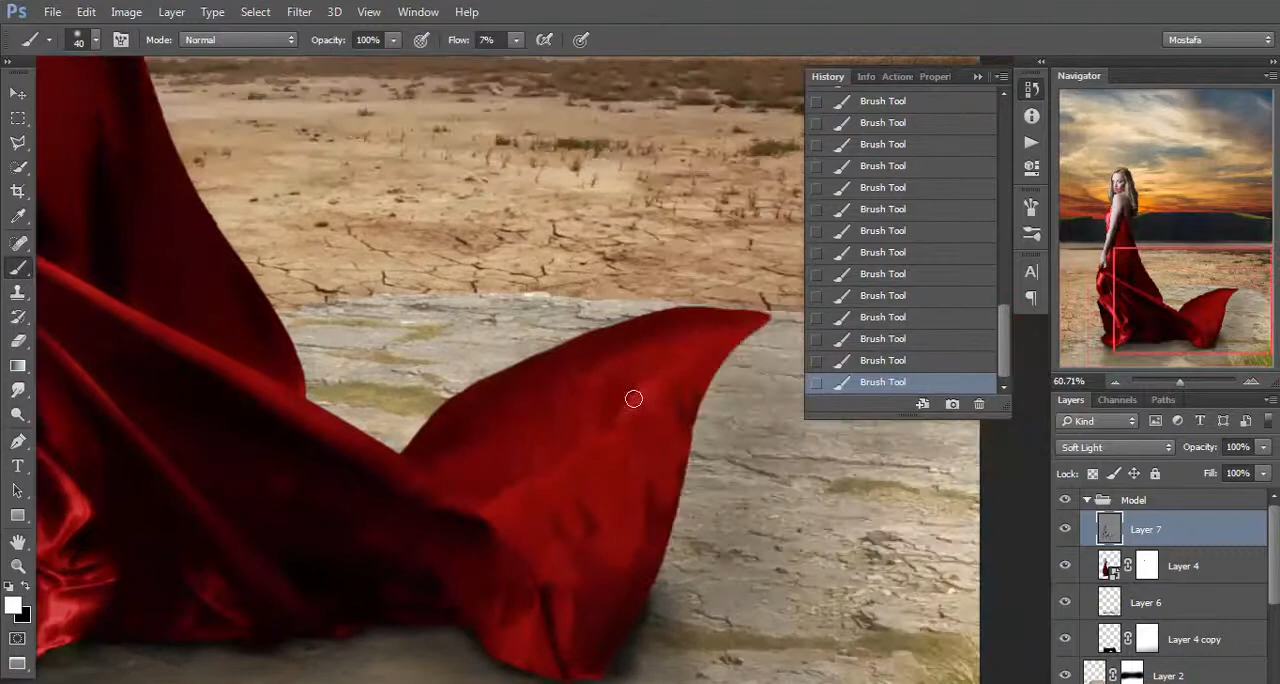 Ps File Edit Image Layer Type Select Filter 3D View Window Help
40 Mode: Normal Opacity: 100% Flow: 7% Mostafa
History Info Action: Propert
Navigator
Brush Tool
Brush Tool
Brush Tool
Brush Tool
Brush Tool
Brush Tool
Brush Tool
Brush Tool
Brush Tool
Brush Tool
Brush Tool
Brush Tool
Brush Tool
Brush Tool
60.71%
Layers Channels Paths
Kind
Soft Light Opacity: 100%
Lock: Fill: 100%
Model
Layer 7
Layer 4
Layer 6
Layer 4 copy
Layer 2